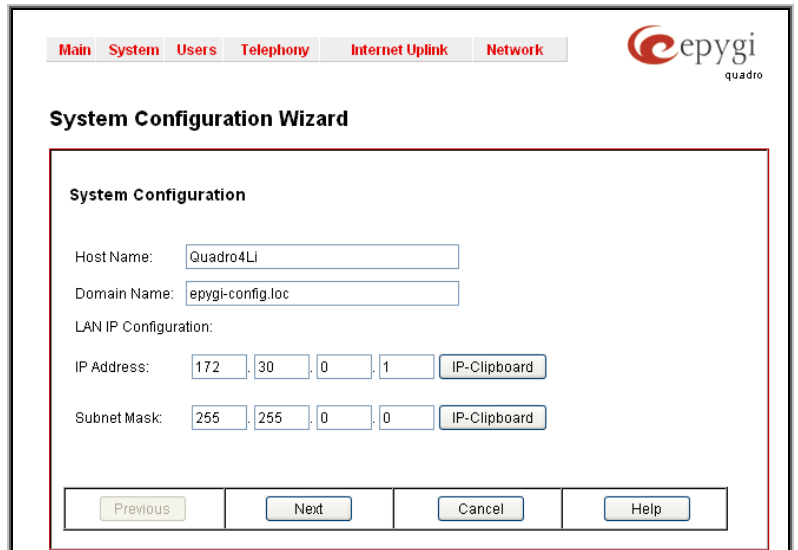 Main System Users Telephony Internet Uplink Network
epygi
quadro
System Configuration Wizard
System Configuration
Host Name: Quadro4Li
Domain Name: epygi-config.loc
LAN IP Configuration:
IP Address: 172 . 30 . 0 . 1 IP-Clipboard
Subnet Mask: 255 . 255 . 0 . 0 IP-Clipboard
Previous Next Cancel Help